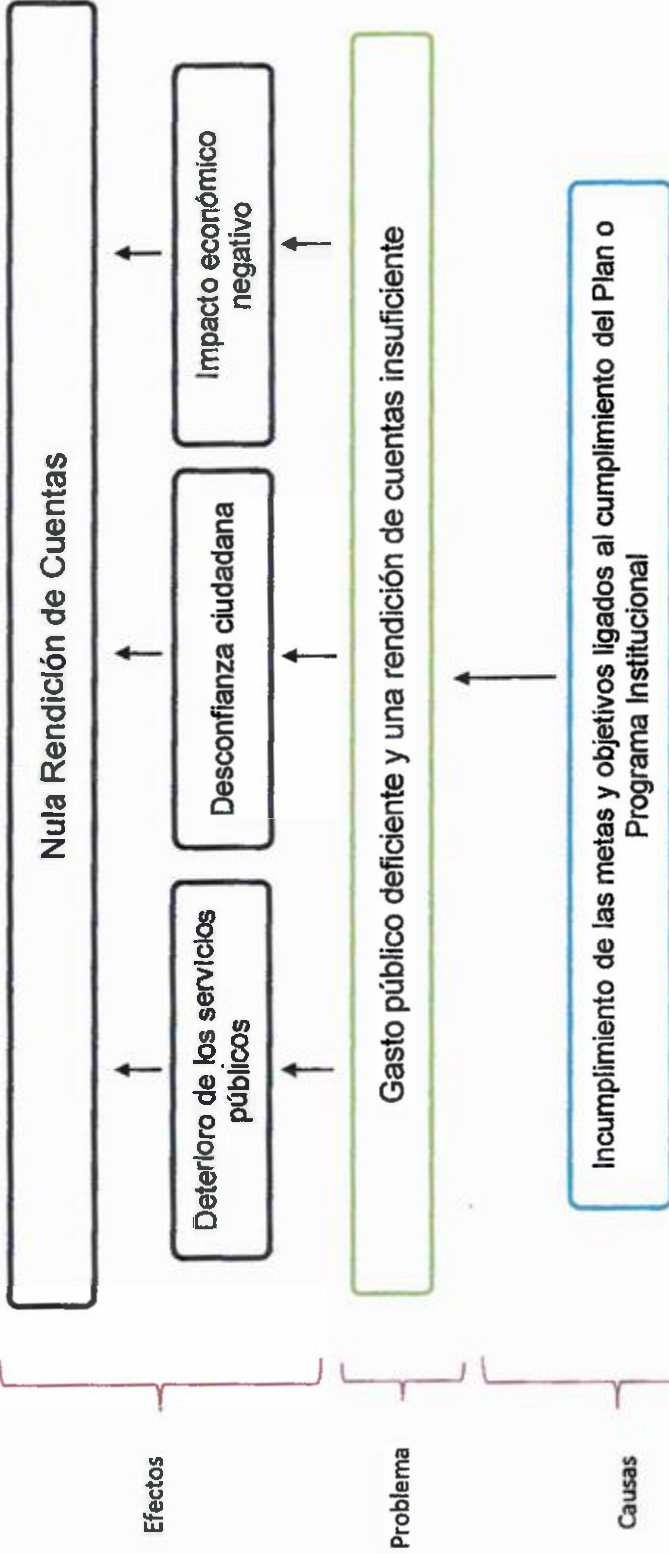 Efectos
Nula Rendición de Cuentas
Deterioro de los servicios
públicos
Desconfianza ciudadana
Impacto económico
negativo
Problema
Gasto público deficiente y una rendición de cuentas insuficiente
Causas
Incumplimiento de las metas y objetivos ligados al cumplimiento del Plan o
Programa Institucional